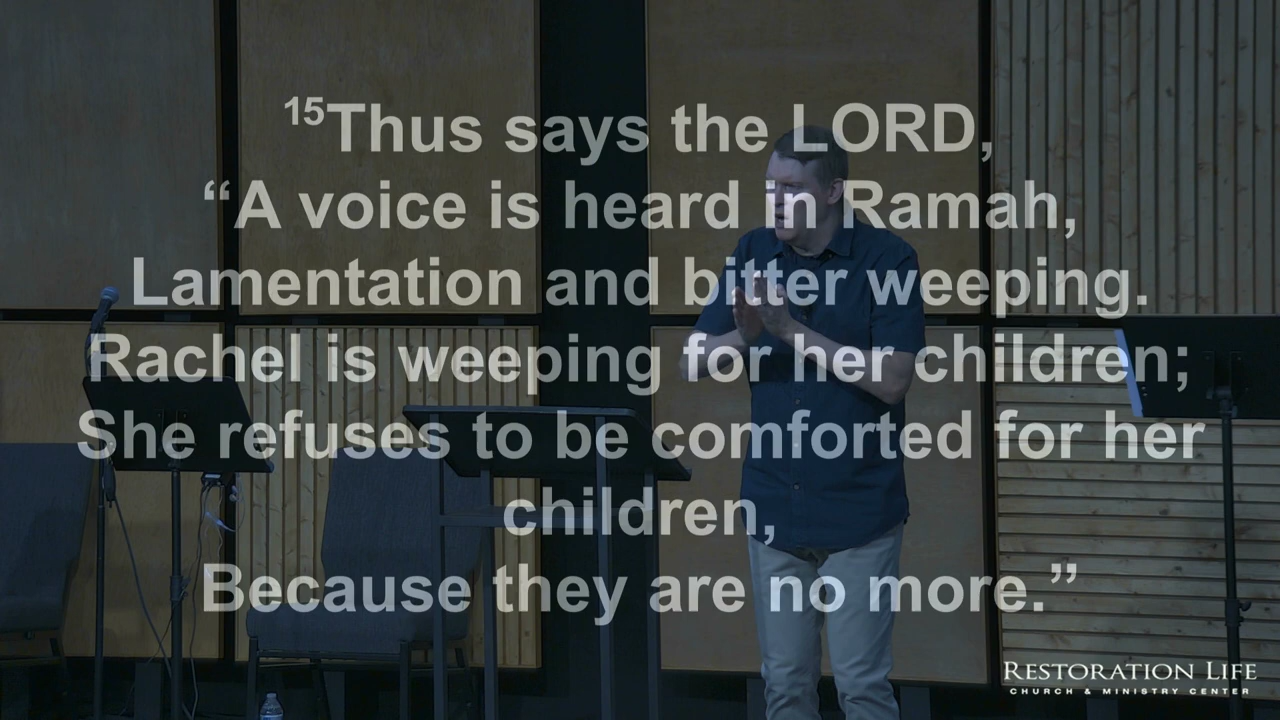 ¹⁵Thus says the LORD,
“A voice is heard in Ramah,
Lamentation and bitter weeping.
Rachel is weeping for her children;
She refuses to be comforted for her
children,
Because they are no more.”
RESTORATION LIFE
CHURCH & MINISTRY CENTER